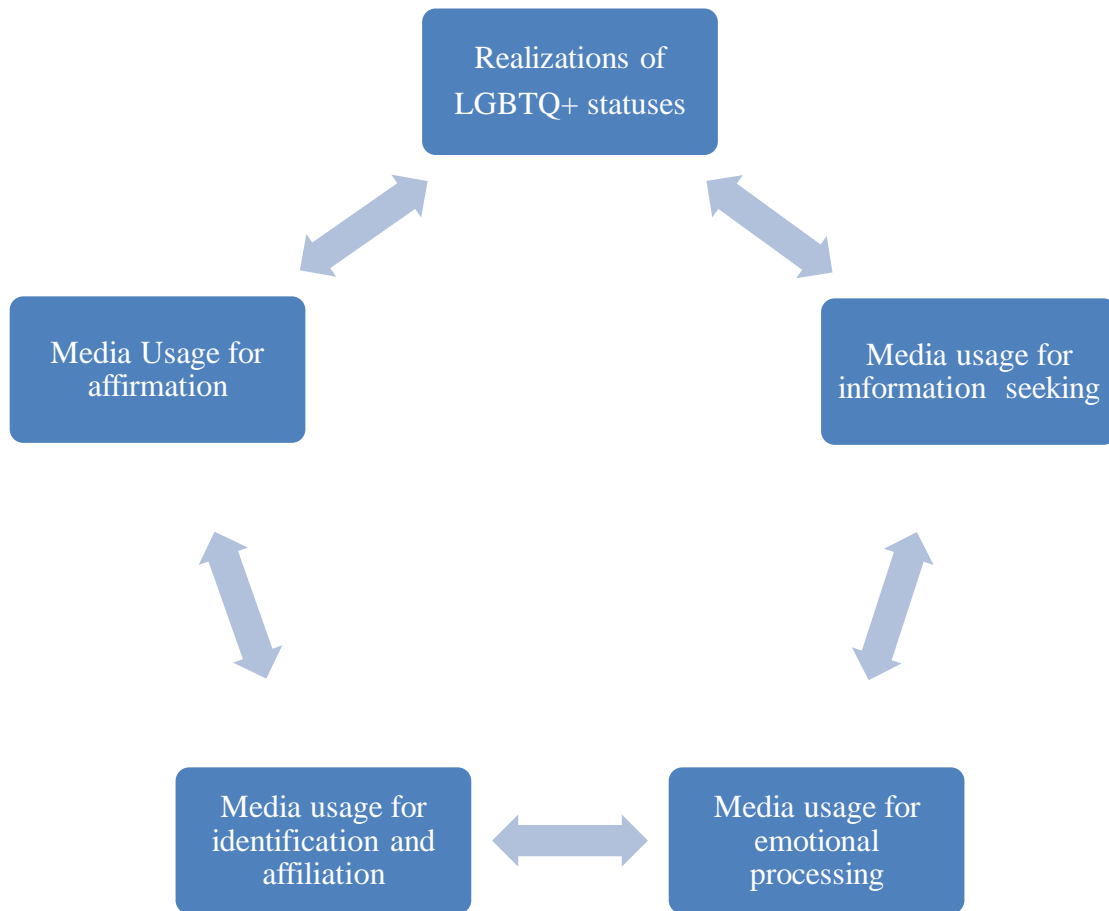 Realizations of
LGBTQ+ statuses
Media Usage for
affirmation
Media usage for
information seeking
Media usage for
identification and
affiliation
Media usage for
emotional
processing